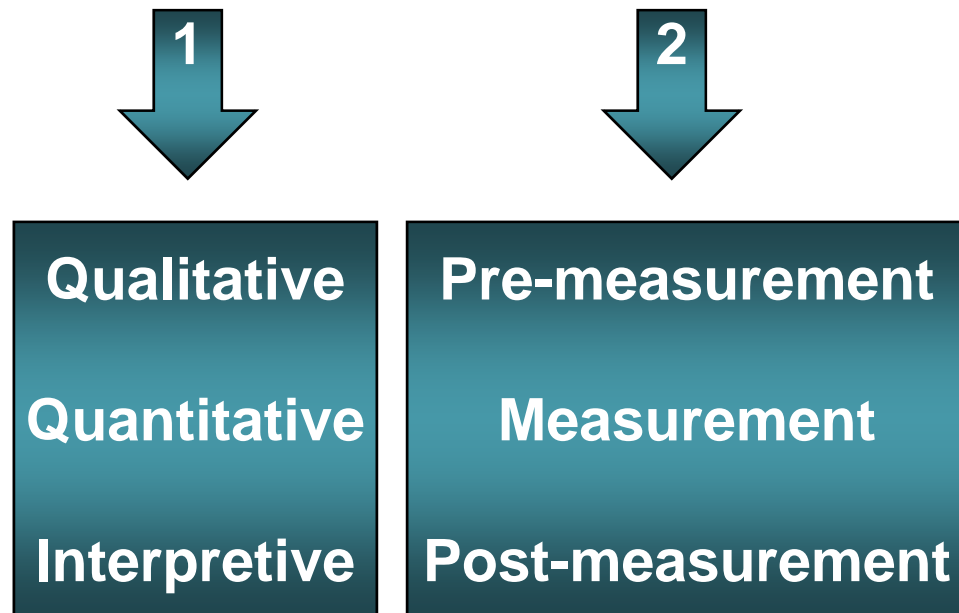 1
2
Qualitative
Quantitative
Interpretive
Pre-measurement
Measurement
Post-measurement